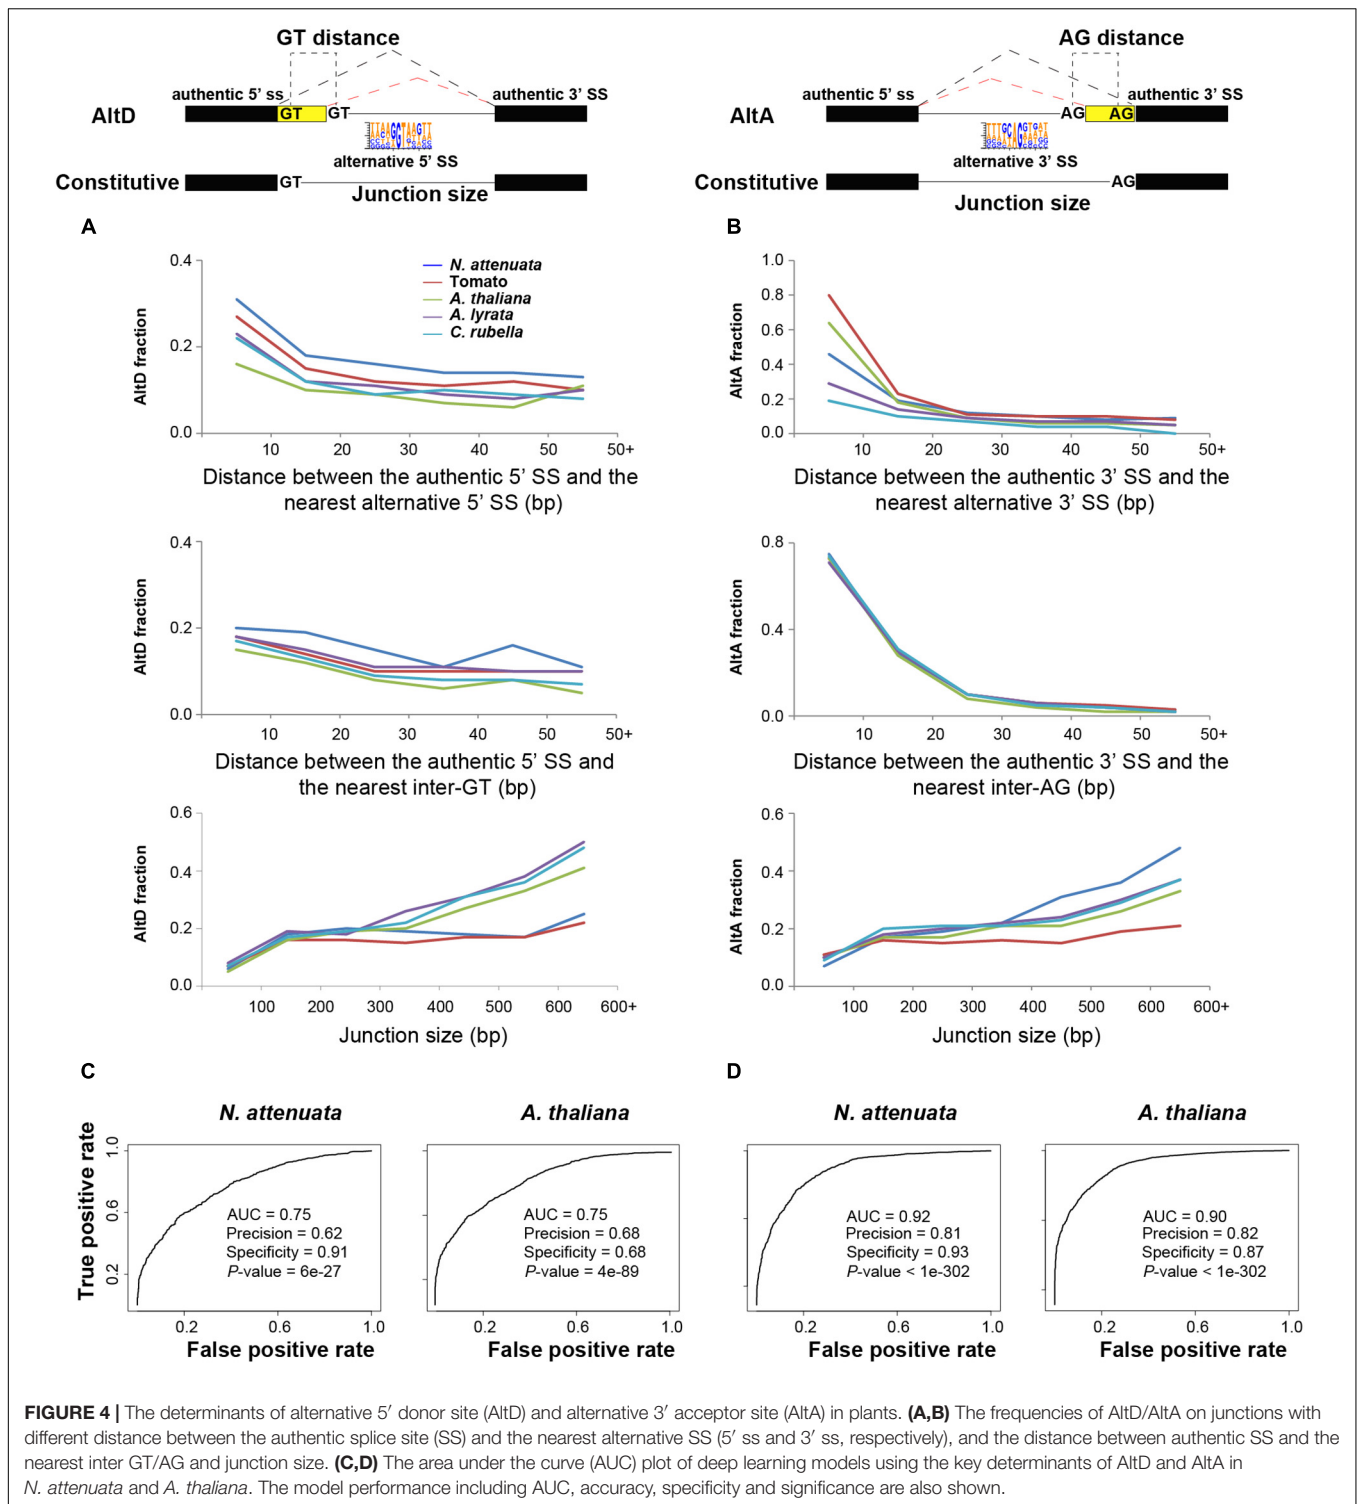 GT distance
authentic 5' ss
authentic 3' SS
AltD
GT
GT
alternative 5' SS
Constitutive
GT
Junction size
AG distance
authentic 5' ss
authentic 3' SS
AltA
AG
AG
alternative 3' SS
Constitutive
AG
Junction size
A
AltD fraction
0.4
0.2
0.0
N. attenuata
Tomato
A. thaliana
A. lyrata
C. rubella
10 20 30 40 50 50+
Distance between the authentic 5' SS and the
nearest alternative 5' SS (bp)
AltD fraction
0.4
0.2
0.0
10 20 30 40 50 50+
Distance between the authentic 5' SS and
the nearest inter-GT (bp)
AltD fraction
0.6
0.4
0.2
0.0
100 200 300 400 500 600 600+
Junction size (bp)
B
AltA fraction
1.0
0.8
0.6
0.4
0.2
0.0
10 20 30 40 50 50+
Distance between the authentic 3' SS and the
nearest alternative 3' SS (bp)
AltA fraction
0.8
0.4
0.0
10 20 30 40 50 50+
Distance between the authentic 3' SS and the
nearest inter-AG (bp)
AltA fraction
0.6
0.4
0.2
0.0
100 200 300 400 500 600 600+
Junction size (bp)
C
N. attenuata
True positive rate
1.0
0.6
0.2
AUC = 0.75
Precision = 0.62
Specificity = 0.91
P-value = 6e-27
0.2 0.6 1.0
False positive rate
A. thaliana
AUC = 0.75
Precision = 0.68
Specificity = 0.68
P-value = 4e-89
0.2 0.6 1.0
False positive rate
D
N. attenuata
AUC = 0.92
Precision = 0.81
Specificity = 0.93
P-value < 1e-302
0.2 0.6 1.0
False positive rate
A. thaliana
AUC = 0.90
Precision = 0.82
Specificity = 0.87
P-value < 1e-302
0.2 0.6 1.0
False positive rate
FIGURE 4 | The determinants of alternative 5′ donor site (AltD) and alternative 3′ acceptor site (AltA) in plants. (A,B) The frequencies of AltD/AltA on junctions with
different distance between the authentic splice site (SS) and the nearest alternative SS (5′ ss and 3′ ss, respectively), and the distance between authentic SS and the
nearest inter GT/AG and junction size. (C,D) The area under the curve (AUC) plot of deep learning models using the key determinants of AltD and AltA in
N. attenuata and A. thaliana. The model performance including AUC, accuracy, specificity and significance are also shown.